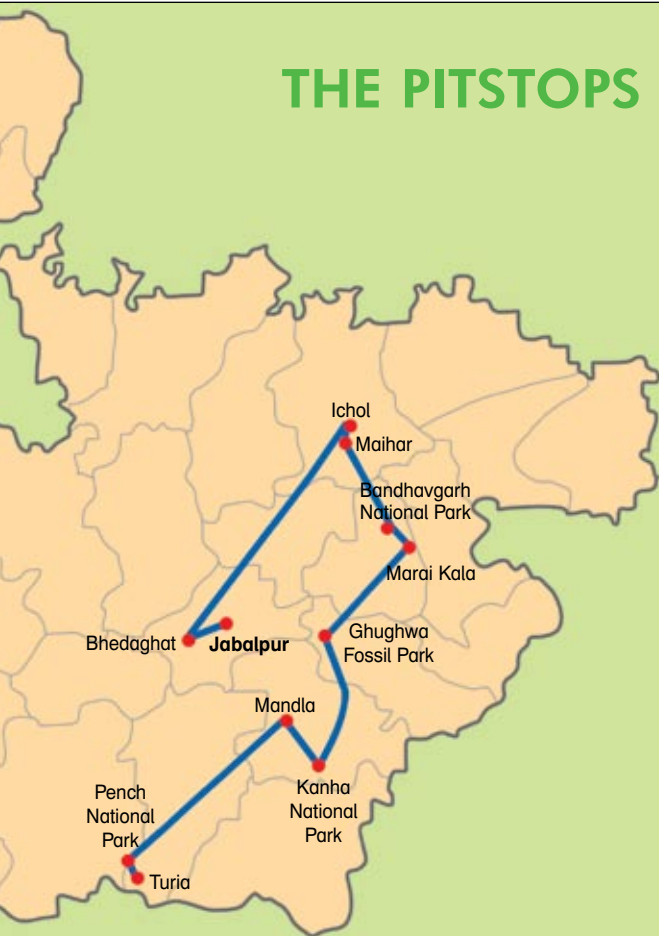 THE PITSTOPS
Ichol
Maihar
Bandhavgarh
National Park
Marai Kala
Ghughwa
Fossil Park
Bhedaghat
Jabalpur
Mandla
Kanha
National
Park
Pench
National
Park
Turia